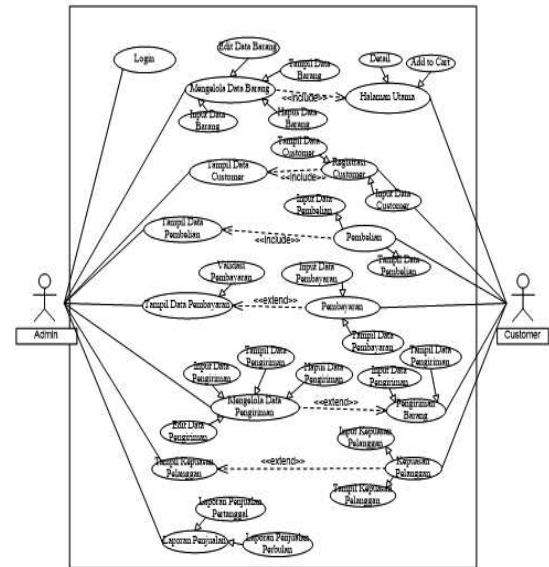 Edit Data Barang
Login
Tampil Data
Barang
Detail
Add to Cart
Mengelola Data Barang
<<include>>
Halaman Utama
Input Data
Barang
Hapus Data
Barang
Tampil Data
Customer
Tampil Data
Customer
<<include>>
Registrasi
Customer
Input Data
Customer
Input Data
Pembelian
Tampil Data
Pembelian
<<include>>
Pembelian
Tampil Data
Pembelian
Validasi
Pembayaran
Input Data
Pembayaran
Tampil Data Pembayaran
<<extend>>
Pembayaran
Admin
Customer
Tampil Data
Pembayaran
Tampil Data
Pengiriman
Input Data
Pengiriman
Tampil Data
Pengiriman
Hapus Data
Pengiriman
Input Data
Pengiriman
Mengelola Data
Pengiriman
<<extend>>
Pengiriman
Barang
Edit Data
Pengiriman
Input Kepuasan
Pelanggan
Tampil Kepuasan
Pelanggan
<<extend>>
Kepuasan
Pelanggan
Tampil Kepuasan
Pelanggan
Laporan Penjualan
Pertanggal
Laporan Penjualan
Laporan Penjualan
Perbulan